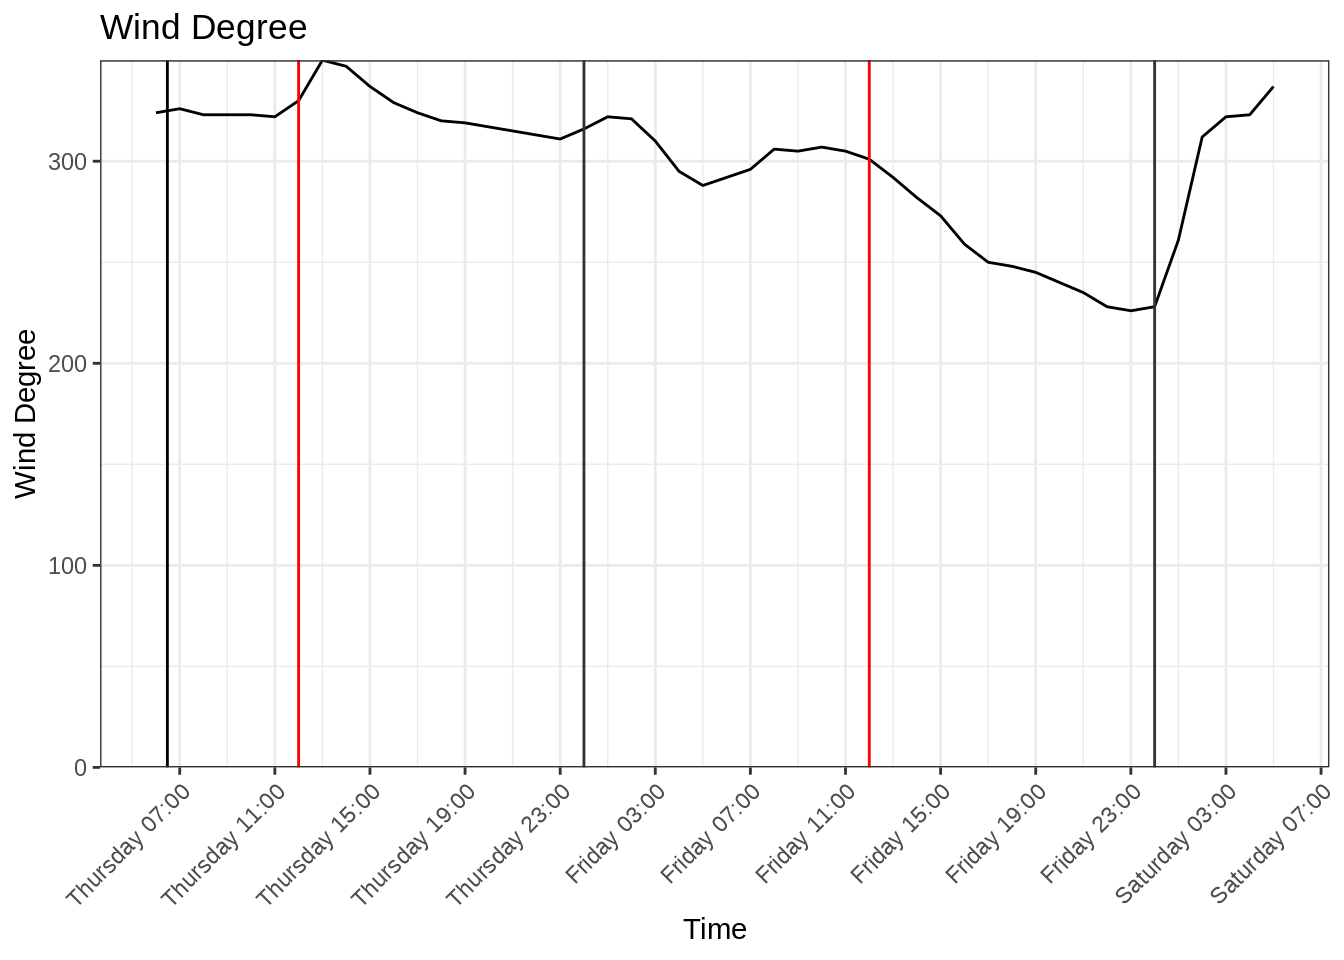 Wind Degree
Wind Degree
300
200
100
0
Thursday 07:00
Thursday 11:00
Thursday 15:00
Thursday 19:00
Thursday 23:00
Friday 03:00
Friday 07:00
Friday 11:00
Friday 15:00
Friday 19:00
Friday 23:00
Saturday 03:00
Saturday 07:00
Time